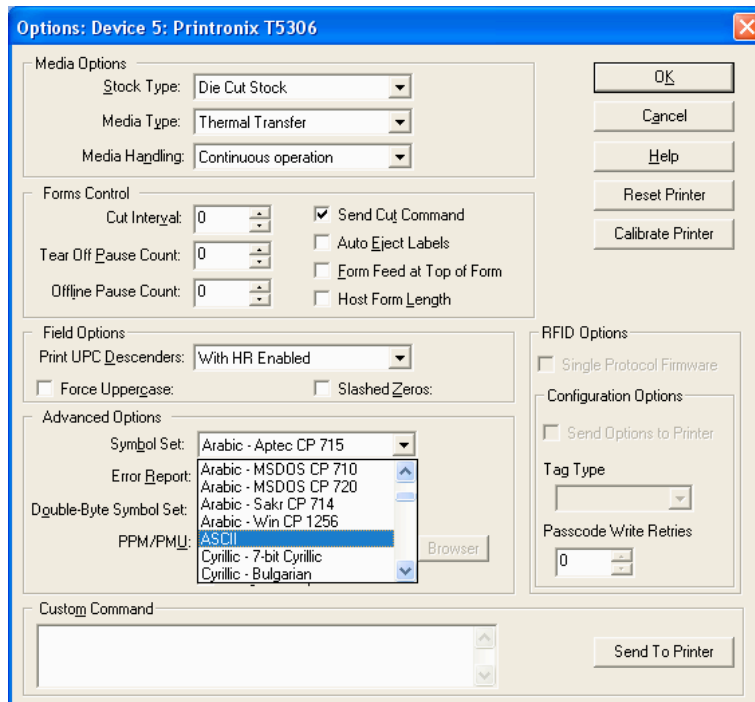 Options: Device 5: Printronix T5306
Media Options
Stock Type: Die Cut Stock
Media Type: Thermal Transfer
Media Handling: Continuous operation
OK
Cancel
Help
Reset Printer
Calibrate Printer
Forms Control
Cut Interval: 0
Tear Off Pause Count: 0
Offline Pause Count: 0
Send Cut Command
Auto Eject Labels
Form Feed at Top of Form
Host Form Length
Field Options
Print UPC Descenders: With HR Enabled
Force Uppercase: Slashed Zeros:
Advanced Options
Symbol Set: Arabic - Aptec CP 715
Error Report:
Double-Byte Symbol Set:
PPM/PMU:
Arabic - MSDOS CP 710
Arabic - MSDOS CP 720
Arabic - Sakr CP 714
Arabic - Win CP 1256
ASCII
Cyrillic - 7-bit Cyrillic
Cyrillic - Bulgarian
Browser
RFID Options
Single Protocol Firmware
Configuration Options
Send Options to Printer
Tag Type
Passcode Write Retries
0
Custom Command
Send To Printer